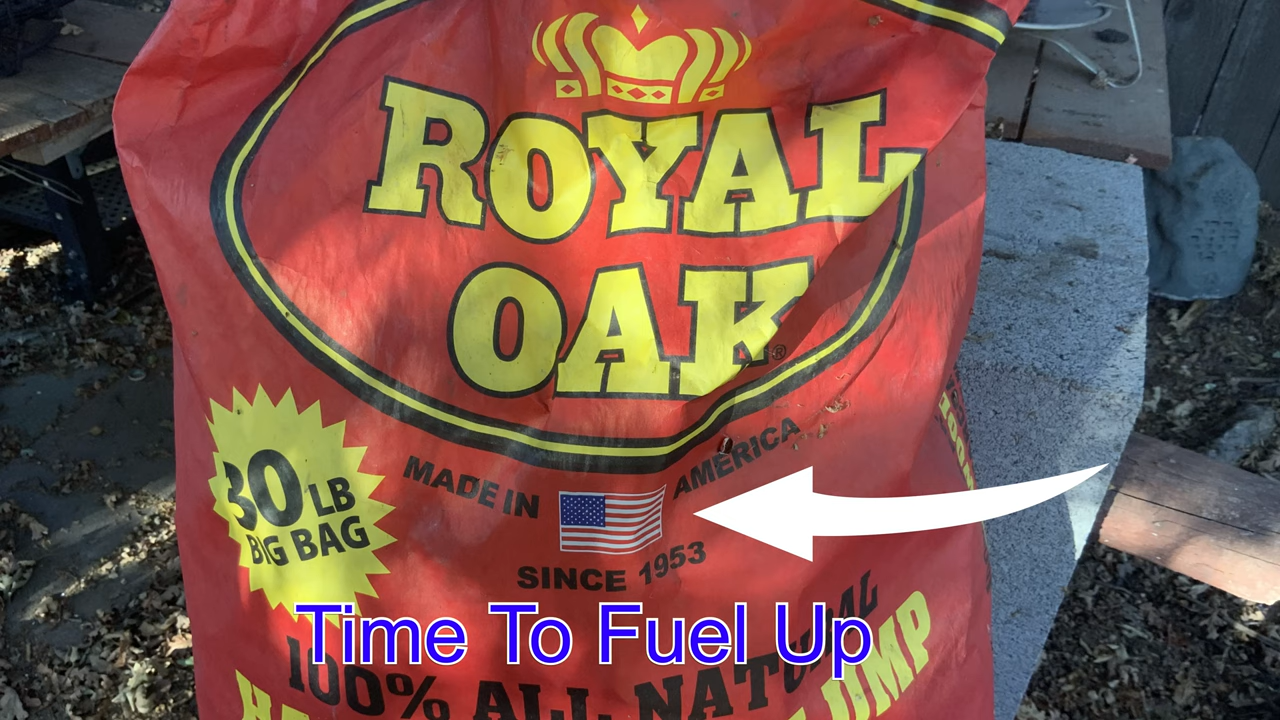 ROYAL
OAK®
MADE IN AMERICA
SINCE 1953
30 LB
BIG BAG
Time To Fuel Up
100% ALL NATURAL